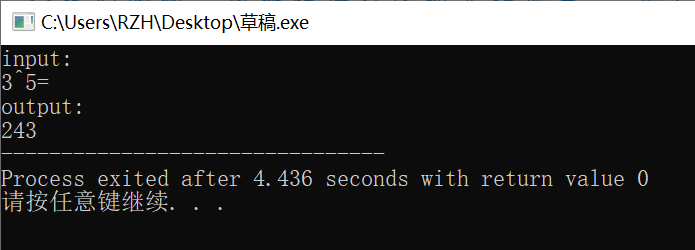 C:\Users\RZH\Desktop\草稿.exe
input:
3^5=
output:
243
--------------------------------
Process exited after 4.436 seconds with return value 0
请按任意键继续. . .